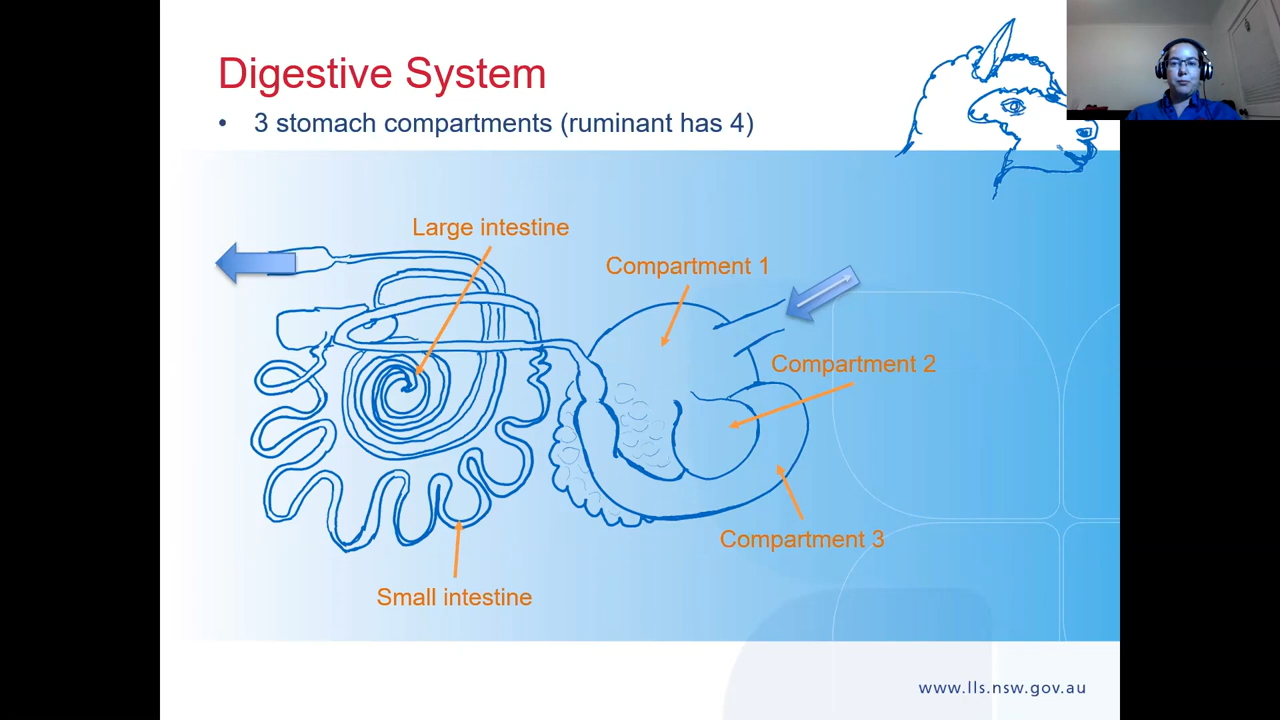 Digestive System
• 3 stomach compartments (ruminant has 4)
Large intestine
Compartment 1
Compartment 2
Compartment 3
Small intestine
www.lls.nsw.gov.au